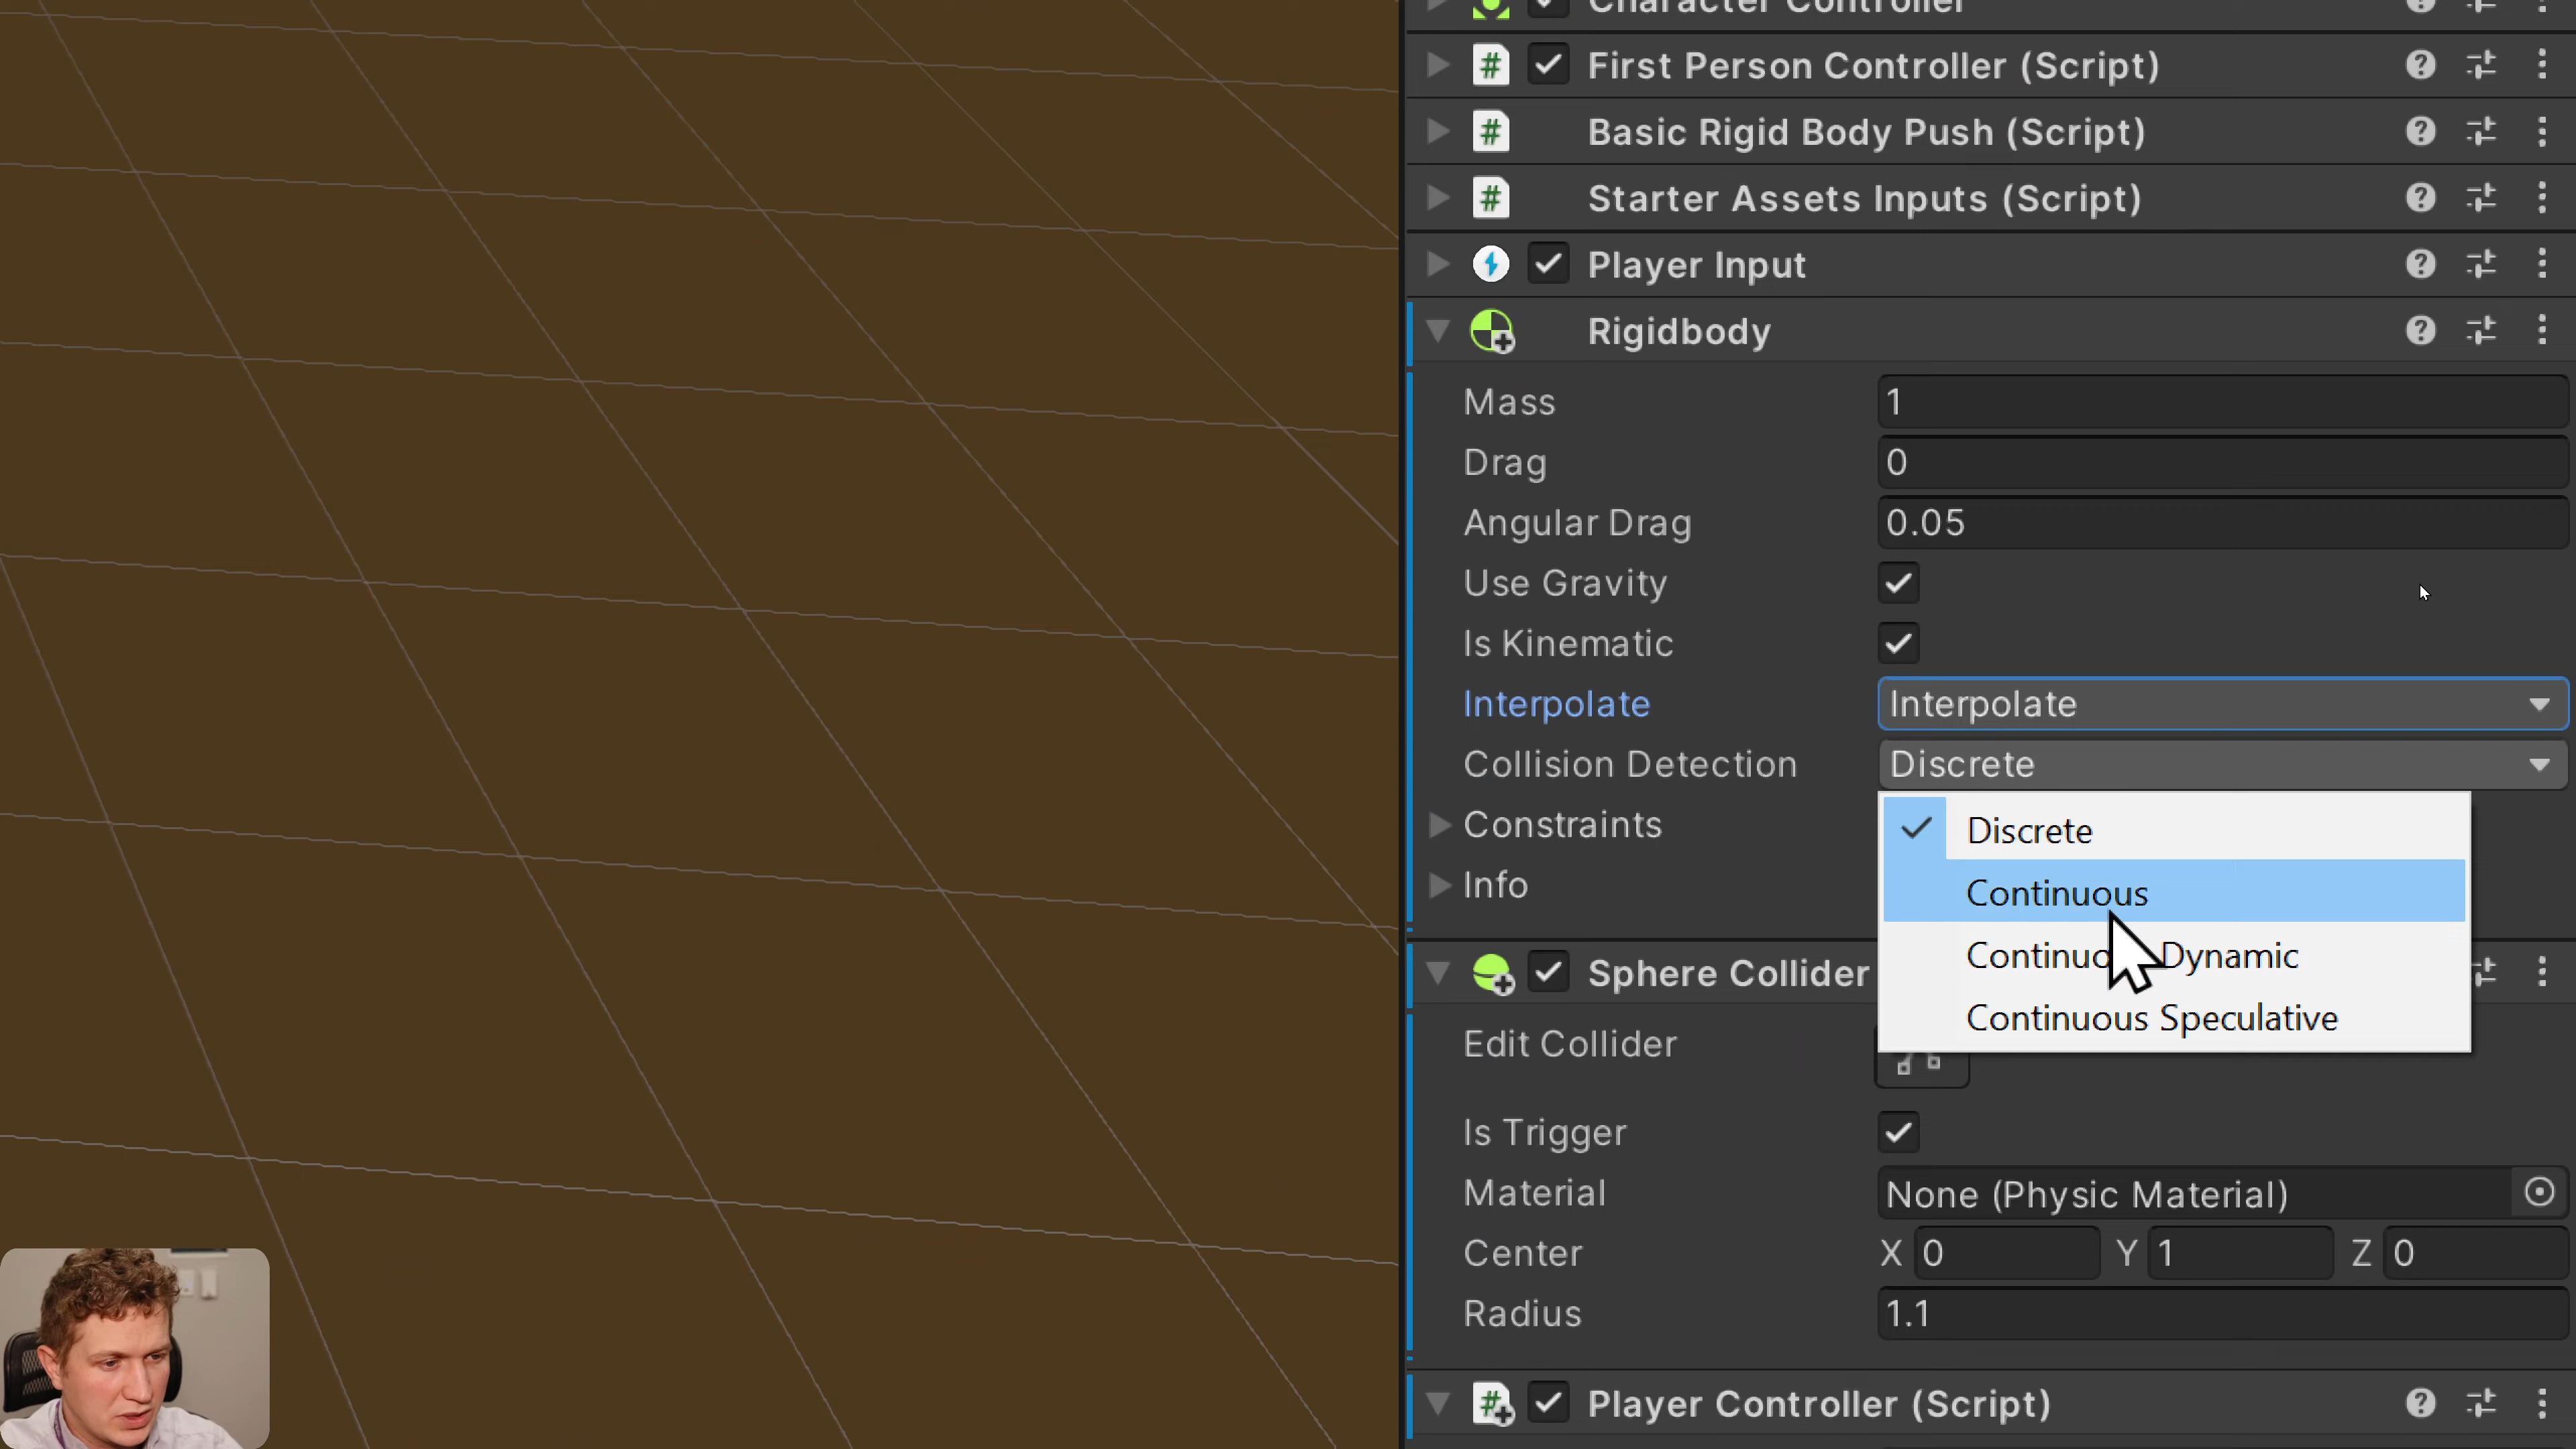 Character Controller
First Person Controller (Script)
Basic Rigid Body Push (Script)
Starter Assets Inputs (Script)
Player Input
Rigidbody
Mass 1
Drag 0
Angular Drag 0.05
Use Gravity
Is Kinematic
Interpolate Interpolate
Collision Detection Discrete
Constraints
Info
Discrete
Continuous
Dynamic
Continuous Speculative
Sphere Collider
Edit Collider
Is Trigger
Material None (Physic Material)
Center X 0 Y 1 Z 0
Radius 1.1
Player Controller (Script)